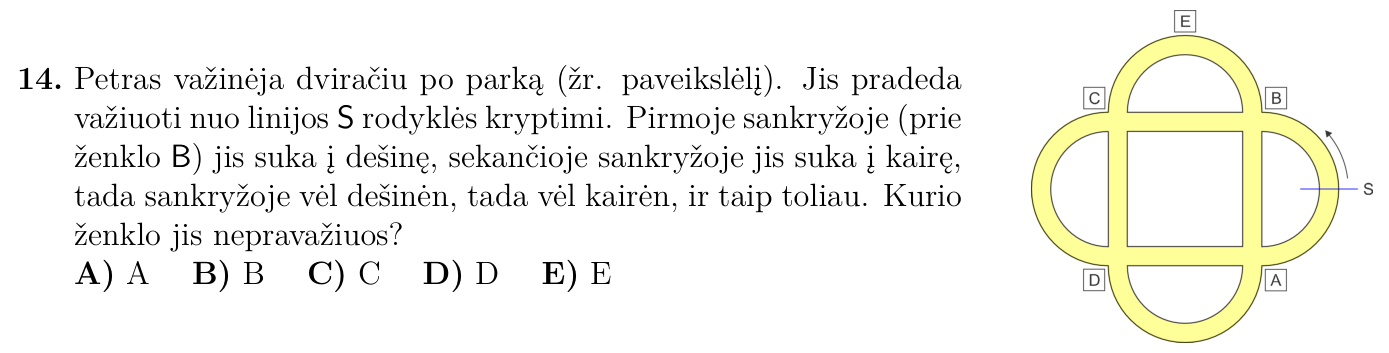 14. Petras važinėja dviračiu po parką (žr. paveikslėlį). Jis pradeda
važiuoti nuo linijos S rodyklės kryptimi. Pirmoje sankryžoje (prie
ženklo B) jis suka į dešinę, sekančioje sankryžoje jis suka į kairę,
tada sankryžoje vėl dešinėn, tada vėl kairėn, ir taip toliau. Kurio
ženklo jis nepravažiuos?
A) A B) B C) C D) D E) E
E
C B
S
D A